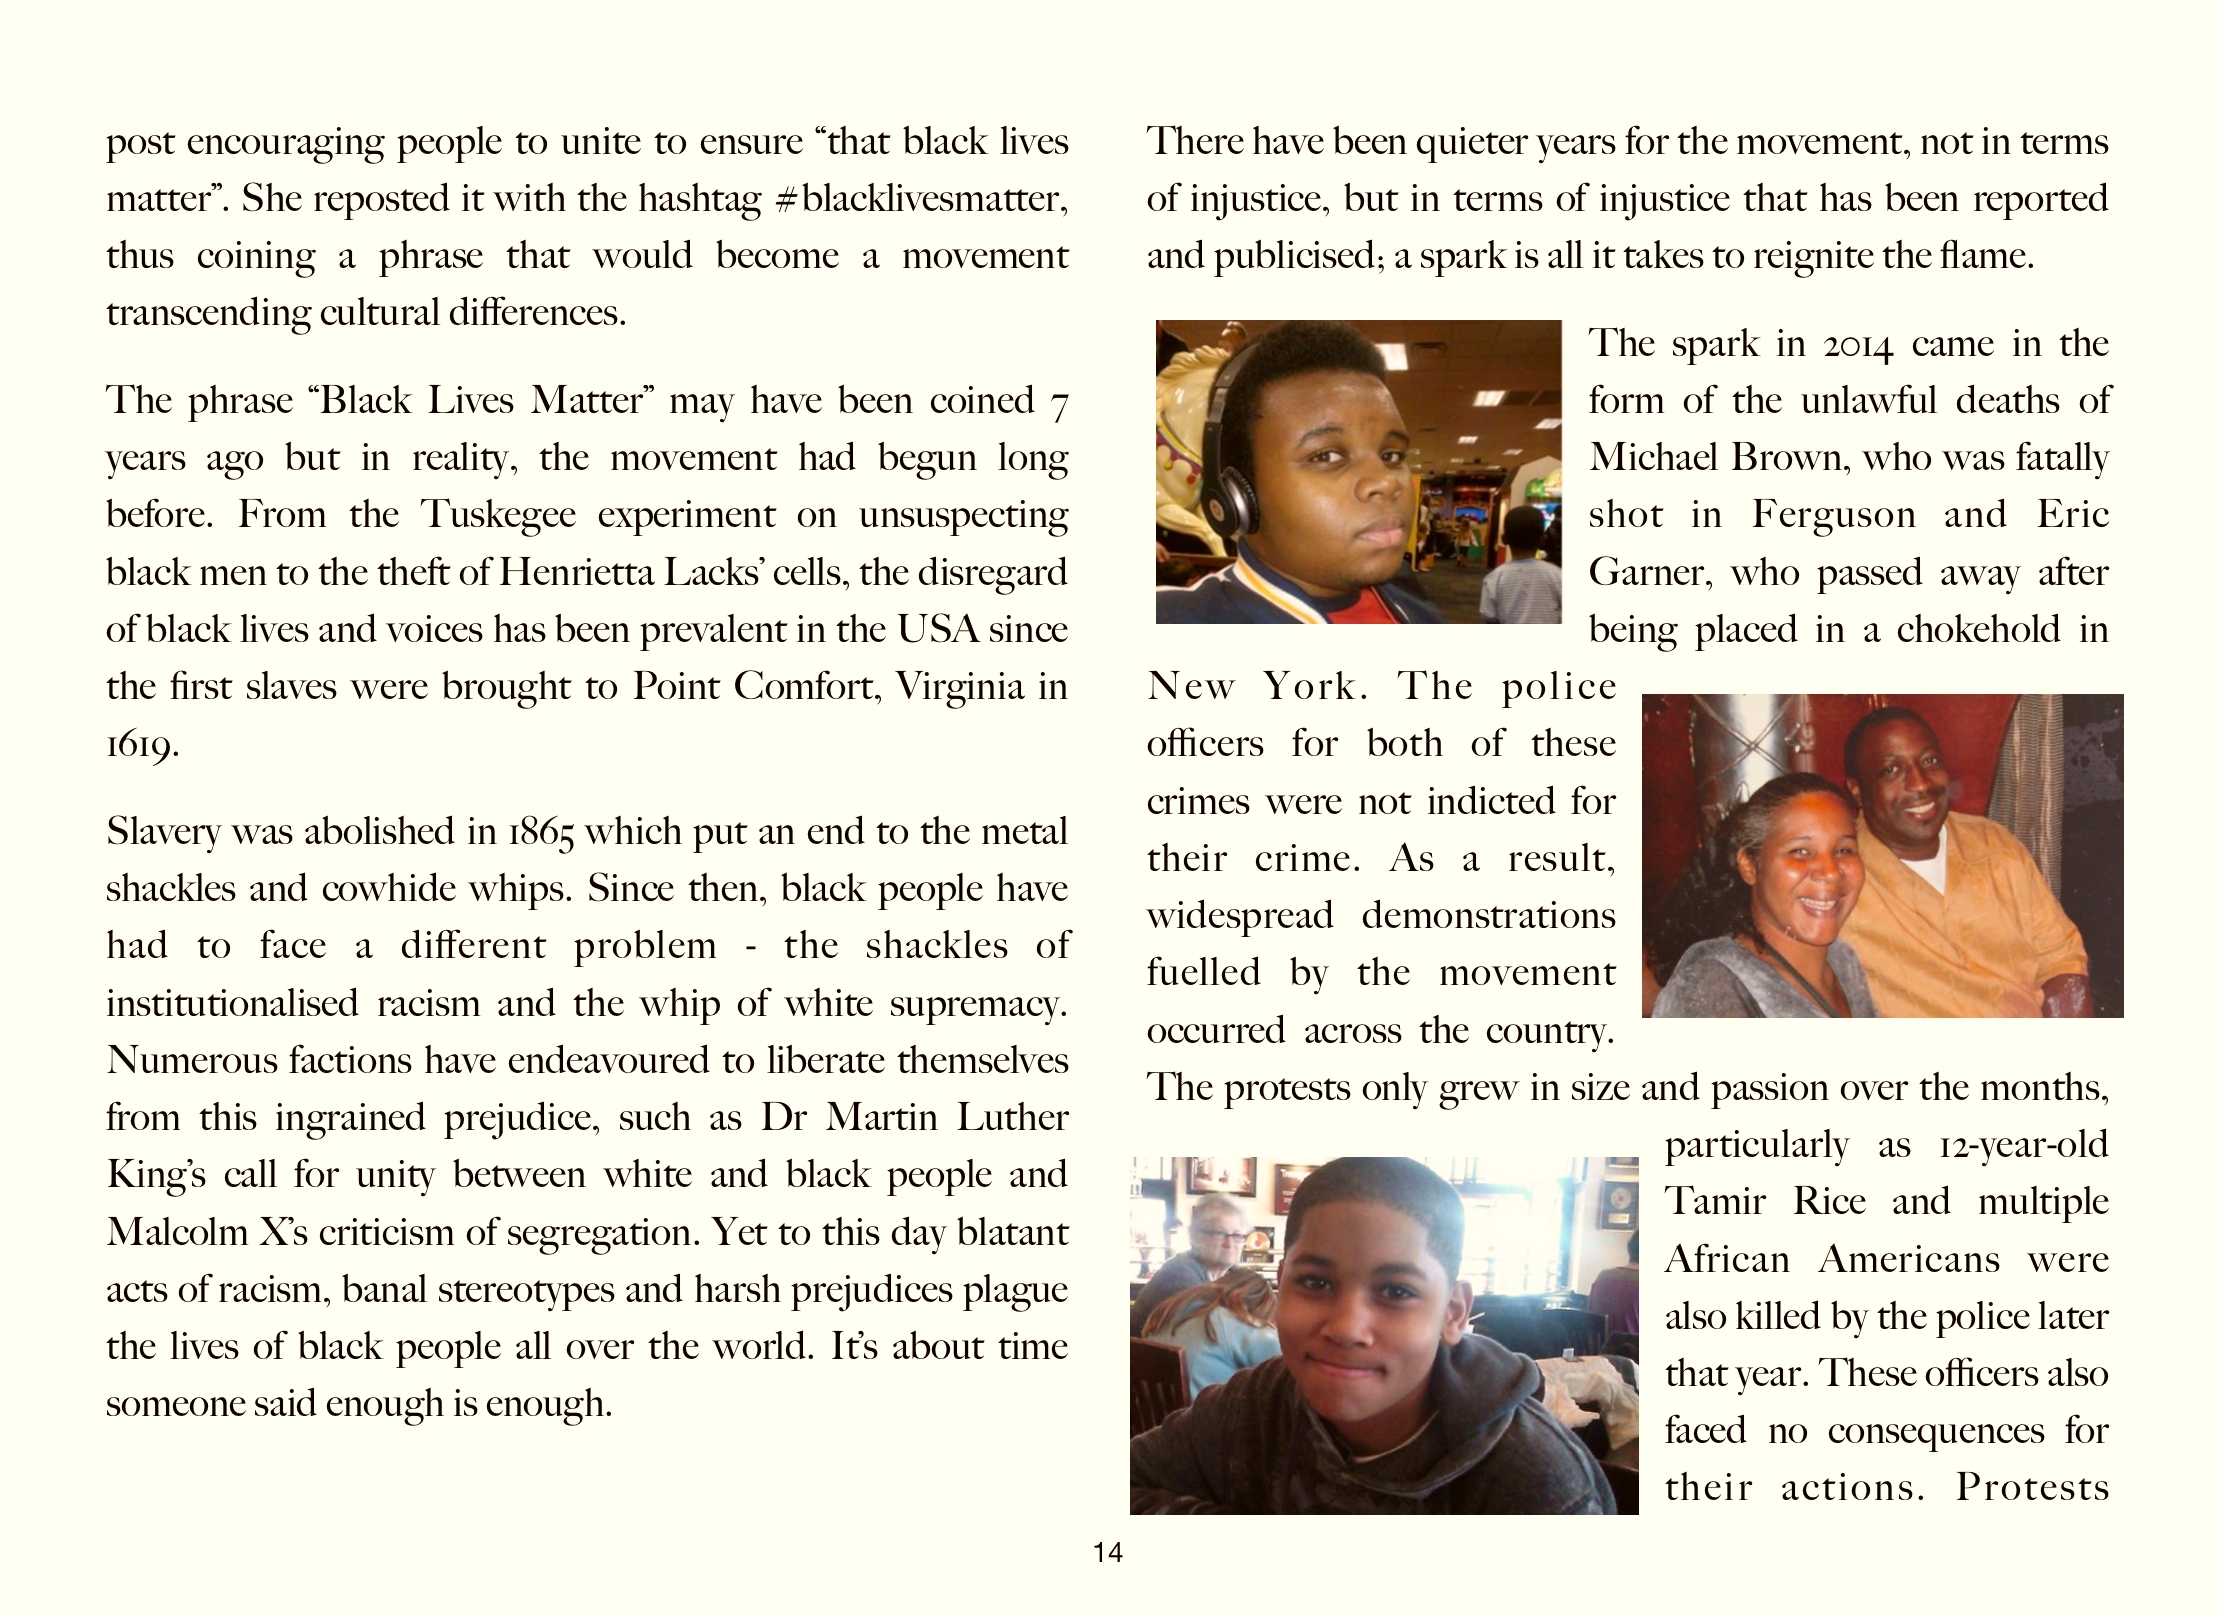 post encouraging people to unite to ensure “that black lives
matter”. She reposted it with the hashtag #blacklivesmatter,
thus coining a phrase that would become a movement
transcending cultural differences.
The phrase “Black Lives Matter” may have been coined 7
years ago but in reality, the movement had begun long
before. From the Tuskegee experiment on unsuspecting
black men to the theft of Henrietta Lacks’ cells, the disregard
of black lives and voices has been prevalent in the USA since
the first slaves were brought to Point Comfort, Virginia in
1619.
Slavery was abolished in 1865 which put an end to the metal
shackles and cowhide whips. Since then, black people have
had to face a different problem - the shackles of
institutionalised racism and the whip of white supremacy.
Numerous factions have endeavoured to liberate themselves
from this ingrained prejudice, such as Dr Martin Luther
King’s call for unity between white and black people and
Malcolm X’s criticism of segregation. Yet to this day blatant
acts of racism, banal stereotypes and harsh prejudices plague
the lives of black people all over the world. It’s about time
someone said enough is enough.
There have been quieter years for the movement, not in terms
of injustice, but in terms of injustice that has been reported
and publicised; a spark is all it takes to reignite the flame.
The spark in 2014 came in the
form of the unlawful deaths of
Michael Brown, who was fatally
shot in Ferguson and Eric
Garner, who passed away after
being placed in a chokehold in
New York. The police
officers for both of these
crimes were not indicted for
their crime. As a result,
widespread demonstrations
fuelled by the movement
occurred across the country.
The protests only grew in size and passion over the months,
particularly as 12-year-old
Tamir Rice and multiple
African Americans were
also killed by the police later
that year. These officers also
faced no consequences for
their actions. Protests
14